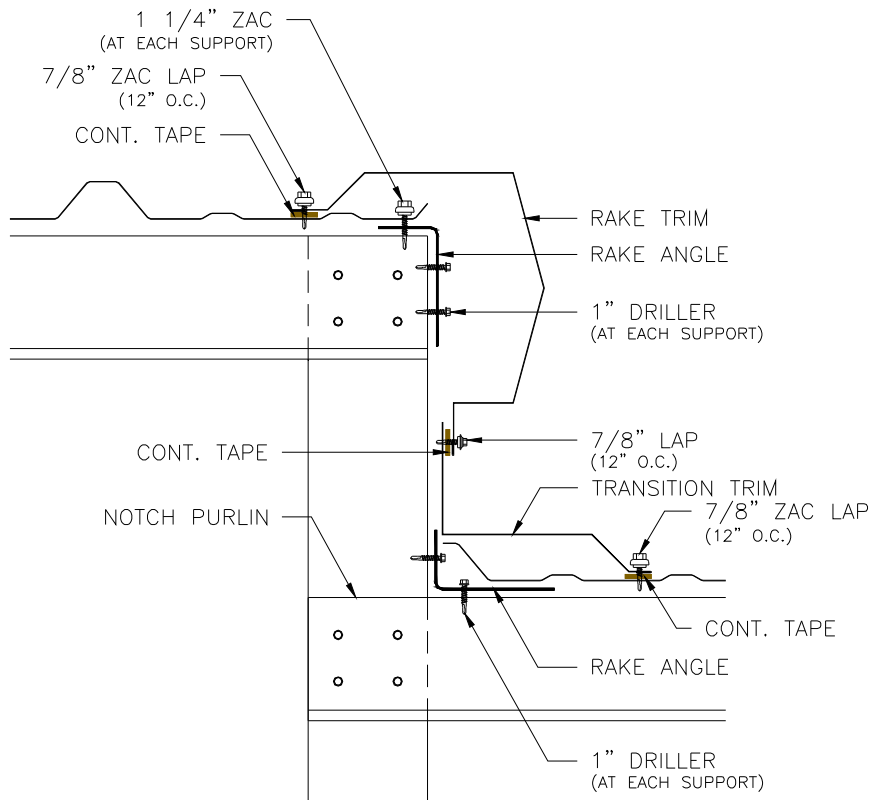 1 1/4” ZAC
(AT EACH SUPPORT)
7/8” ZAC LAP
(12” O.C.)
CONT. TAPE
RAKE TRIM
RAKE ANGLE
1” DRILLER
(AT EACH SUPPORT)
CONT. TAPE
7/8” LAP
(12” O.C.)
TRANSITION TRIM
7/8” ZAC LAP
(12” O.C.)
NOTCH PURLIN
CONT. TAPE
RAKE ANGLE
1” DRILLER
(AT EACH SUPPORT)